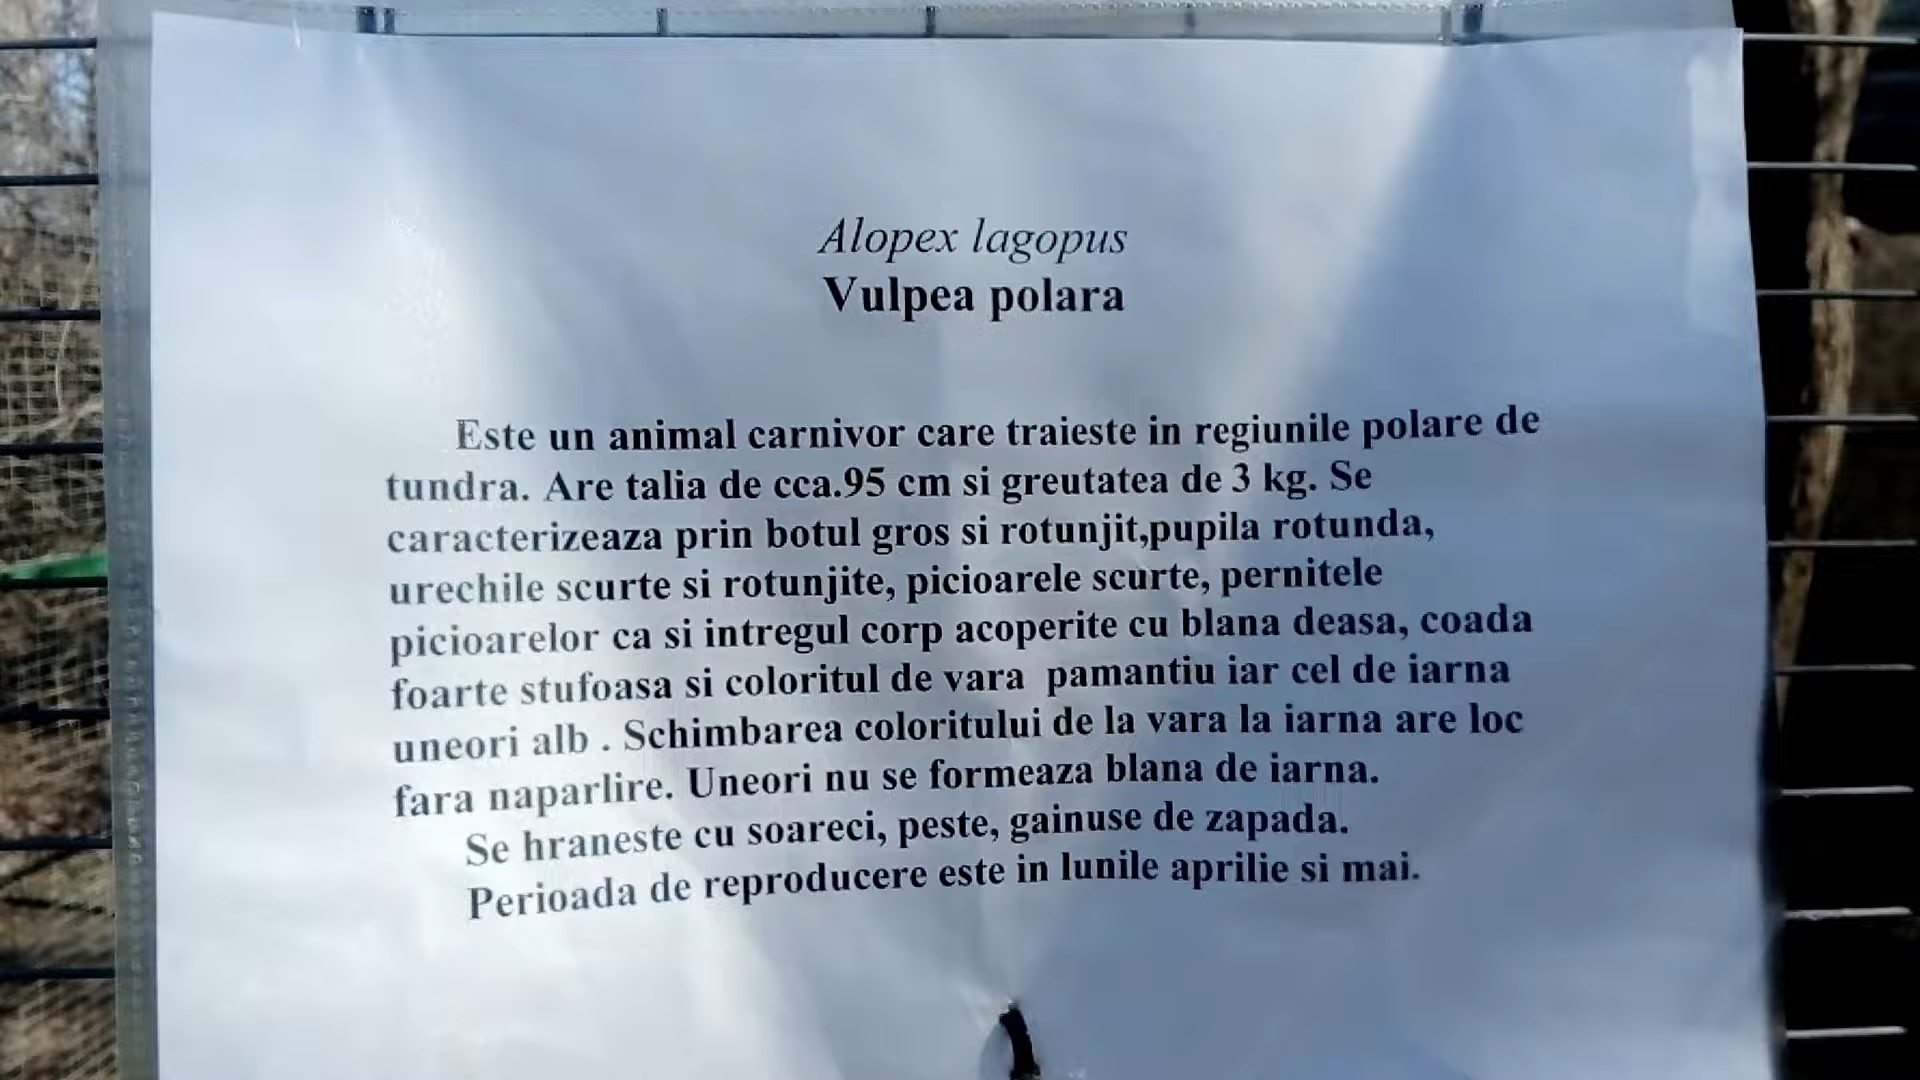 Alopex lagopus
Vulpea polara
Este un animal carnivor care traieste in regiunile polare de
tundra. Are talia de cca.95 cm si greutatea de 3 kg. Se
caracterizeaza prin botul gros si rotunjit,pupila rotunda,
urechile scurte si rotunjite, picioarele scurte, pernitele
picioarelor ca si intregul corp acoperite cu blana deasa, coada
foarte stufoasa si coloritul de vara pamantiu iar cel de iarna
uneori alb . Schimbarea coloritului de la vara la iarna are loc
fara naparlire. Uneori nu se formeaza blana de iarna.
Se hraneste cu soareci, peste, gainuse de zapada.
Perioada de reproducere este in lunile aprilie si mai.